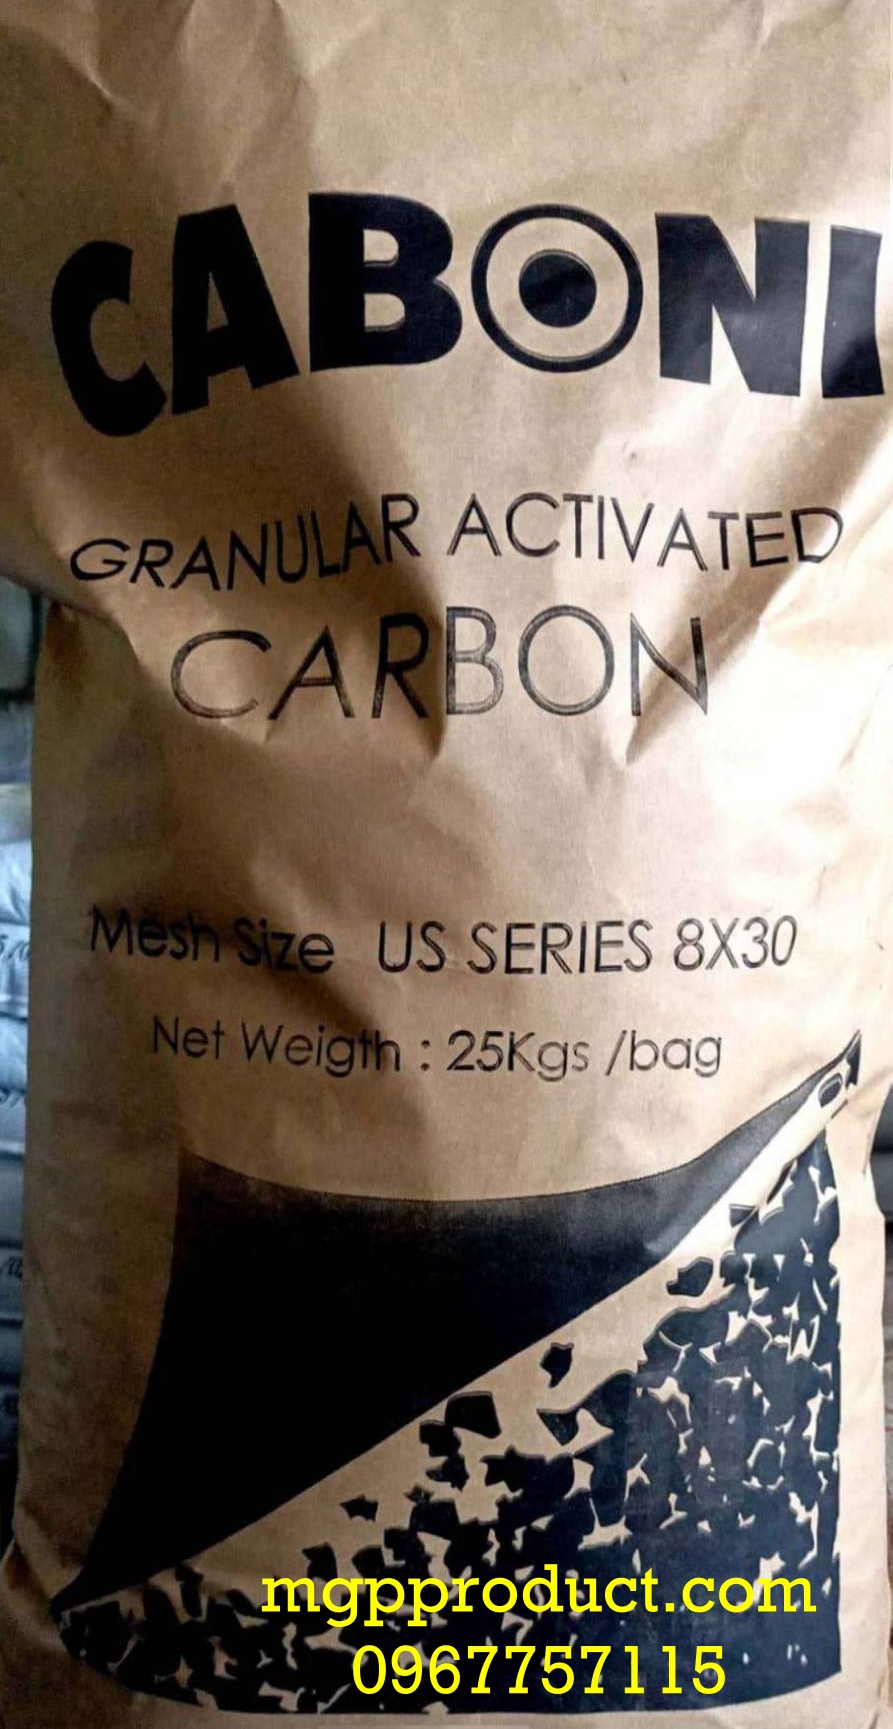 CABONI
GRANULAR ACTIVATED
CARBON
Mesh Size US SERIES 8X30
Net Weigth : 25Kgs /bag
mgpproduct.com
0967757115